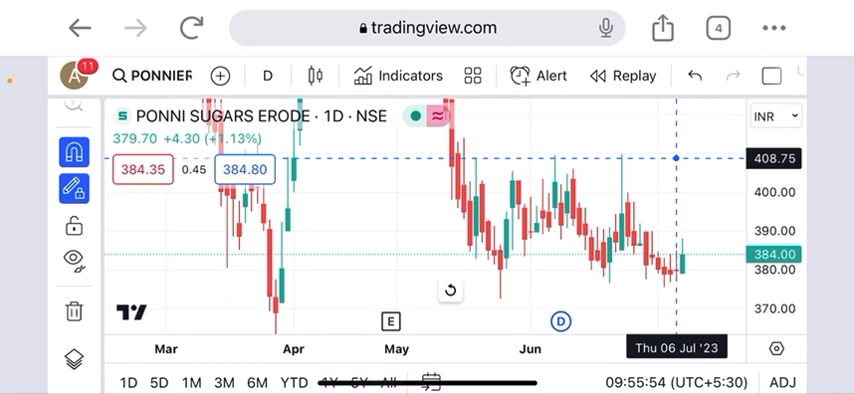 tradingview.com
4
A
11
PONNIER
D
Indicators
Alert
Replay
PONNI SUGARS ERODE · 1D · NSE
INR
379.70 +4.30 (+1.13%)
384.35
0.45
384.80
408.75
400.00
390.00
384.00
380.00
370.00
E
D
Mar
Apr
May
Jun
Thu 06 Jul '23
1D 5D 1M 3M 6M YTD 1Y 5Y All
09:55:54 (UTC+5:30)
ADJ